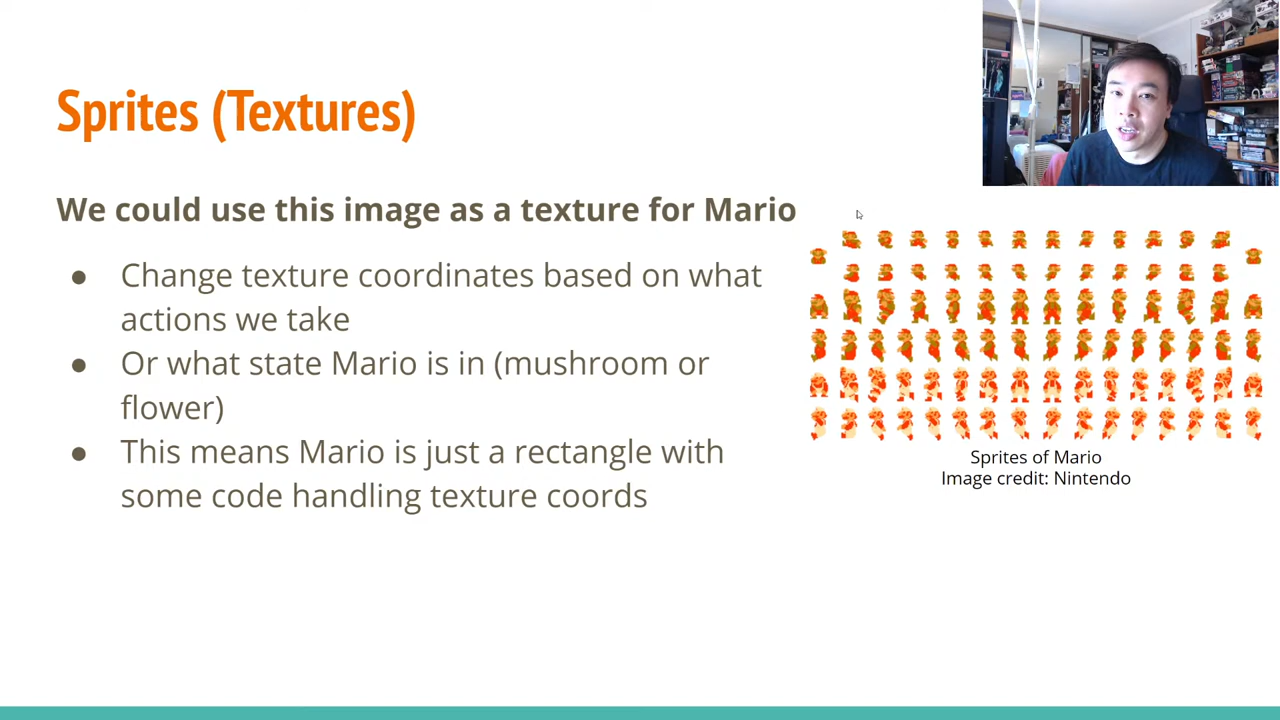 Sprites (Textures)
We could use this image as a texture for Mario
● Change texture coordinates based on what
actions we take
● Or what state Mario is in (mushroom or
flower)
● This means Mario is just a rectangle with
some code handling texture coords
Sprites of Mario
Image credit: Nintendo